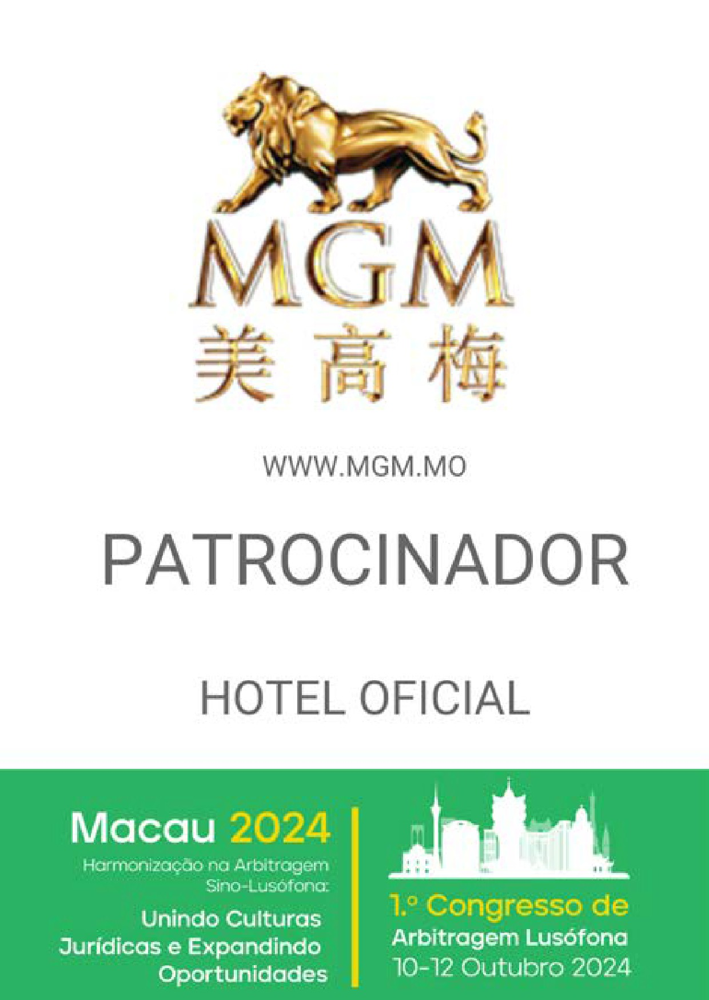 MGM
美高梅
WWW.MGM.MO
PATROCINADOR
HOTEL OFICIAL
Macau 2024
Harmonização na Arbitragem
Sino-Lusófona:
Unindo Culturas
Jurídicas e Expandindo
Oportunidades
1.º Congresso de
Arbitragem Lusófona
10-12 Outubro 2024